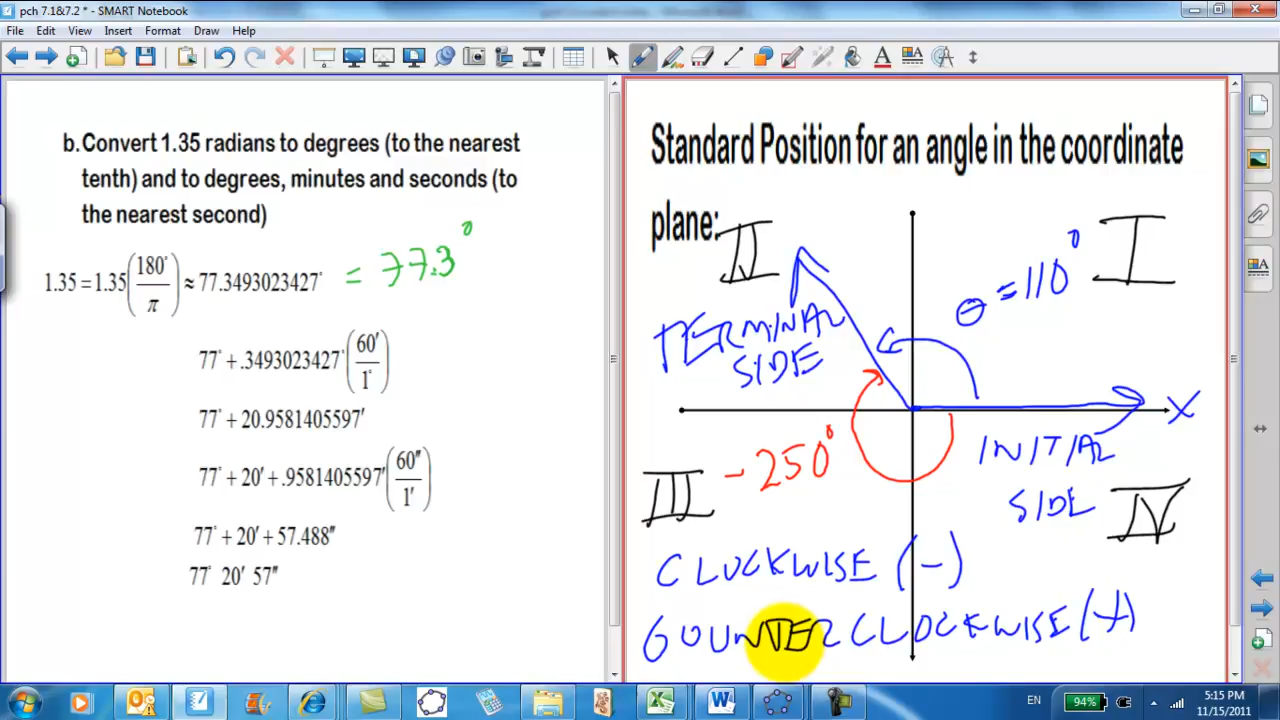 pch 7.1&7.2 * - SMART Notebook
File Edit View Insert Format Draw Help
b. Convert 1.35 radians to degrees (to the nearest
tenth) and to degrees, minutes and seconds (to
the nearest second)
1.35 = 1.35(180°/π) ≈ 77.3493023427° = 77.3°
77° + .3493023427°(60′/1°)
77° + 20.9581405597′
77° + 20′ + .9581405597′(60″/1′)
77° + 20′ + 57.488″
77° 20′ 57″
Standard Position for an angle in the coordinate
plane:
II
I
θ = 110°
TERMINAL
SIDE
X
INITIAL
SIDE
-250°
III
IV
CLOCKWISE (-)
COUNTERCLOCKWISE (+)
EN
94%
5:15 PM
11/15/2011